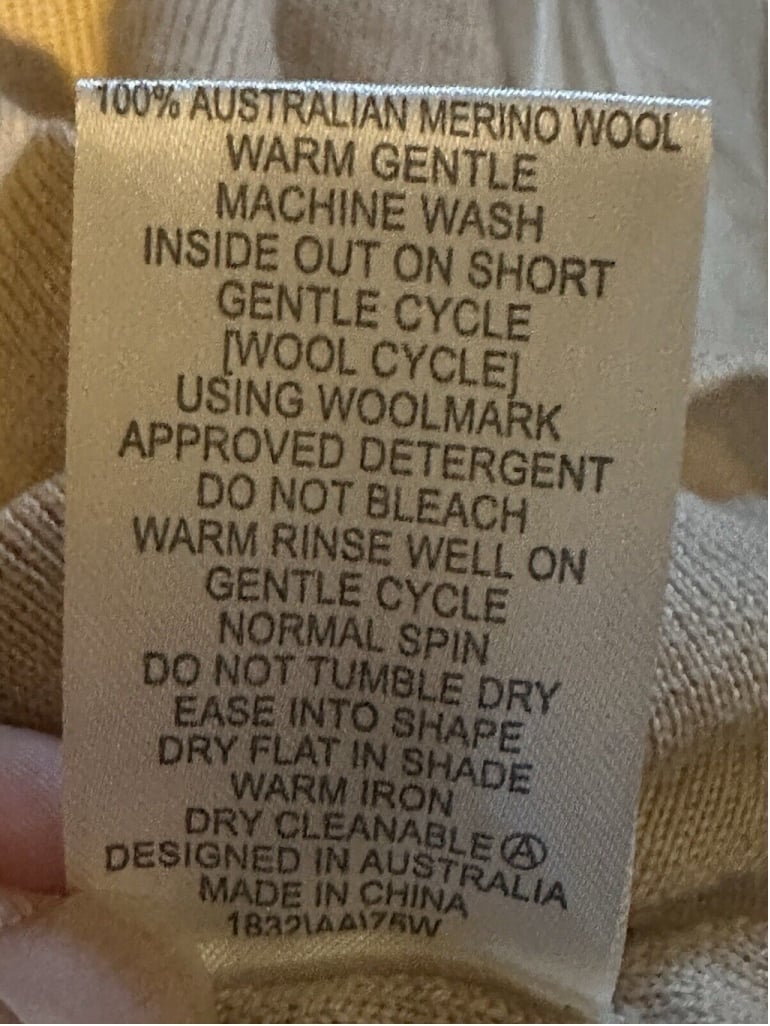 100% AUSTRALIAN MERINO WOOL
WARM GENTLE
MACHINE WASH
INSIDE OUT ON SHORT
GENTLE CYCLE
[WOOL CYCLE]
USING WOOLMARK
APPROVED DETERGENT
DO NOT BLEACH
WARM RINSE WELL ON
GENTLE CYCLE
NORMAL SPIN
DO NOT TUMBLE DRY
EASE INTO SHAPE
DRY FLAT IN SHADE
WARM IRON
DRY CLEANABLE Ⓐ
DESIGNED IN AUSTRALIA
MADE IN CHINA